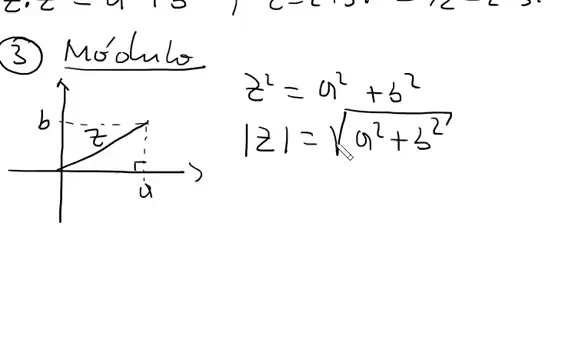 ③ Módulo
z² = a² + b²
b
z
|z| = √(a² + b²)
a